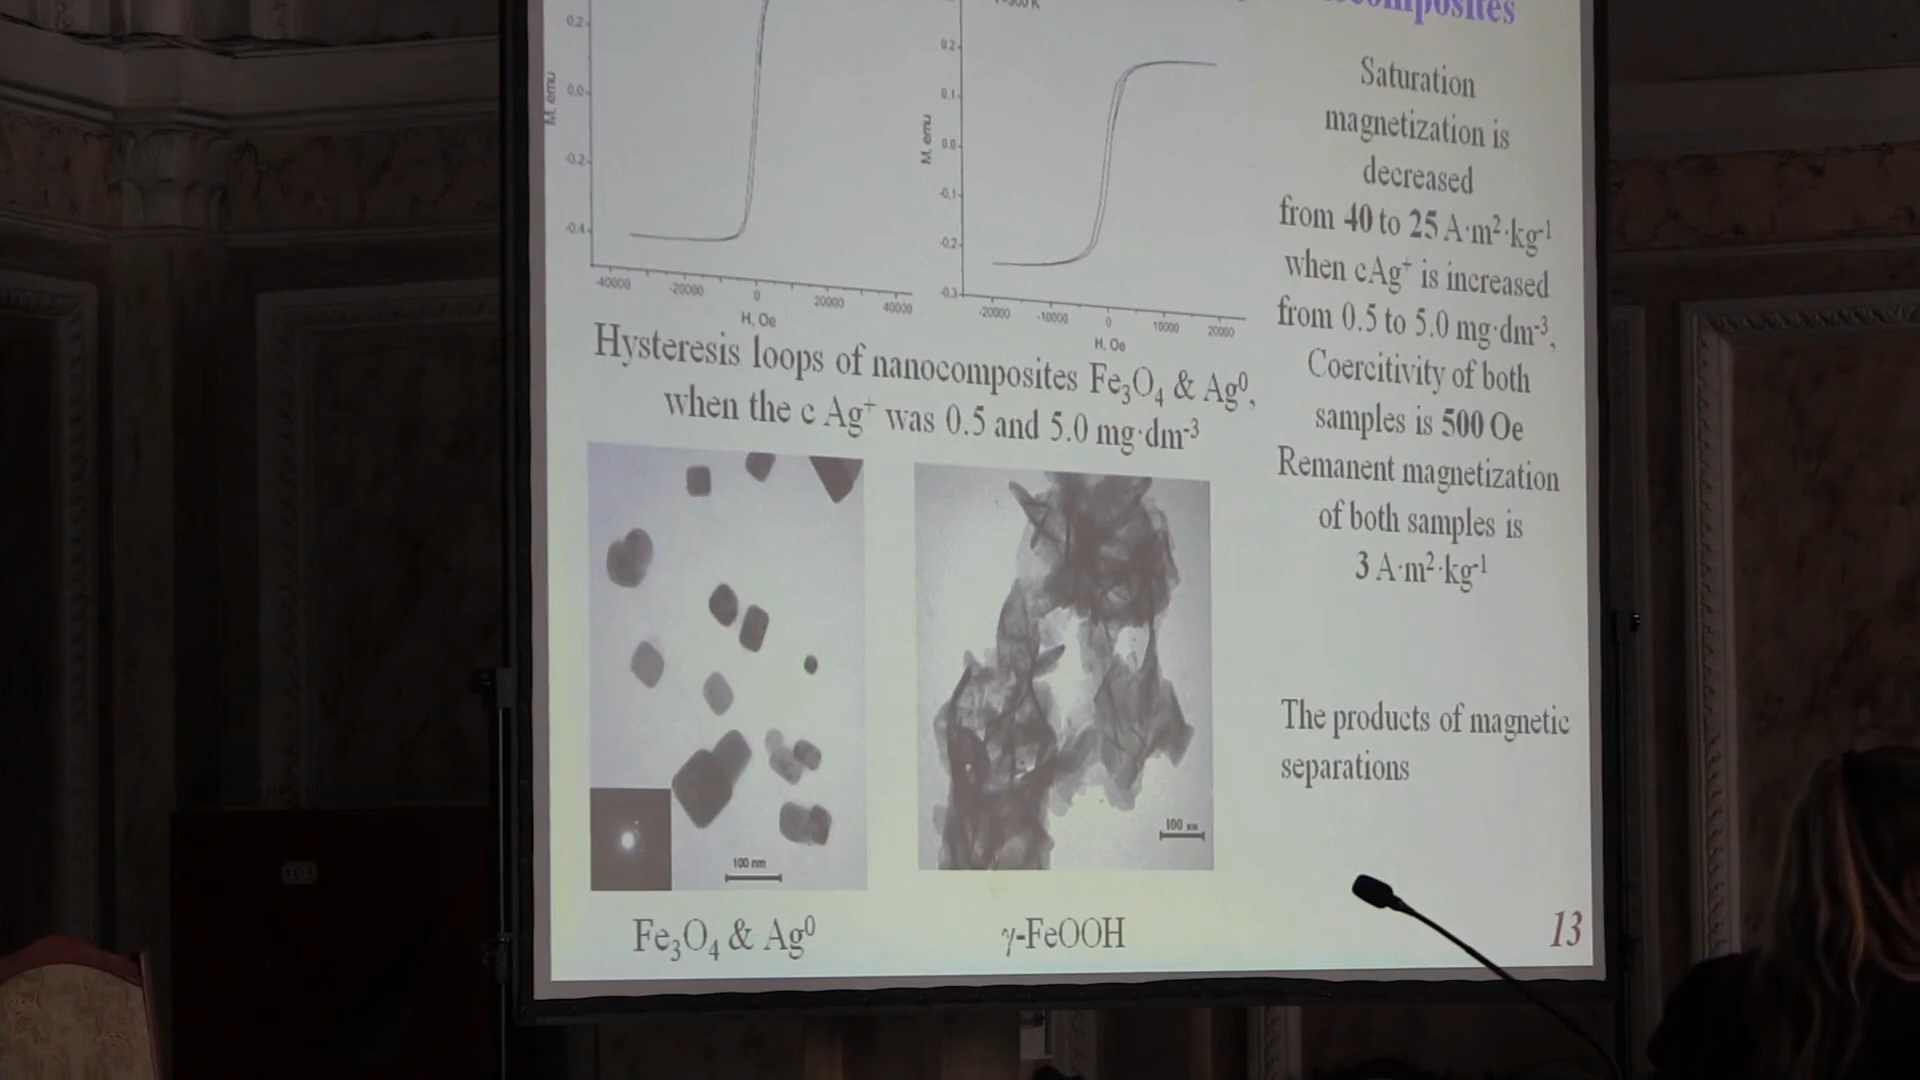 0.2
0.0
-0.2
-0.4
M, emu
-40000
-20000
0
20000
40000
H, Oe
0.2
0.1
0.0
-0.1
-0.2
-0.3
M, emu
-20000
-10000
0
10000
20000
H, Oe
Hysteresis loops of nanocomposites Fe₃O₄ & Ag⁰,
when the c Ag⁺ was 0.5 and 5.0 mg·dm⁻³
100 nm
Fe₃O₄ & Ag⁰
100
γ-FeOOH
Saturation
magnetization is
decreased
from 40 to 25 A·m²·kg⁻¹
when cAg⁺ is increased
from 0.5 to 5.0 mg·dm⁻³,
Coercitivity of both
samples is 500 Oe
Remanent magnetization
of both samples is
3 A·m²·kg⁻¹
The products of magnetic
separations
13